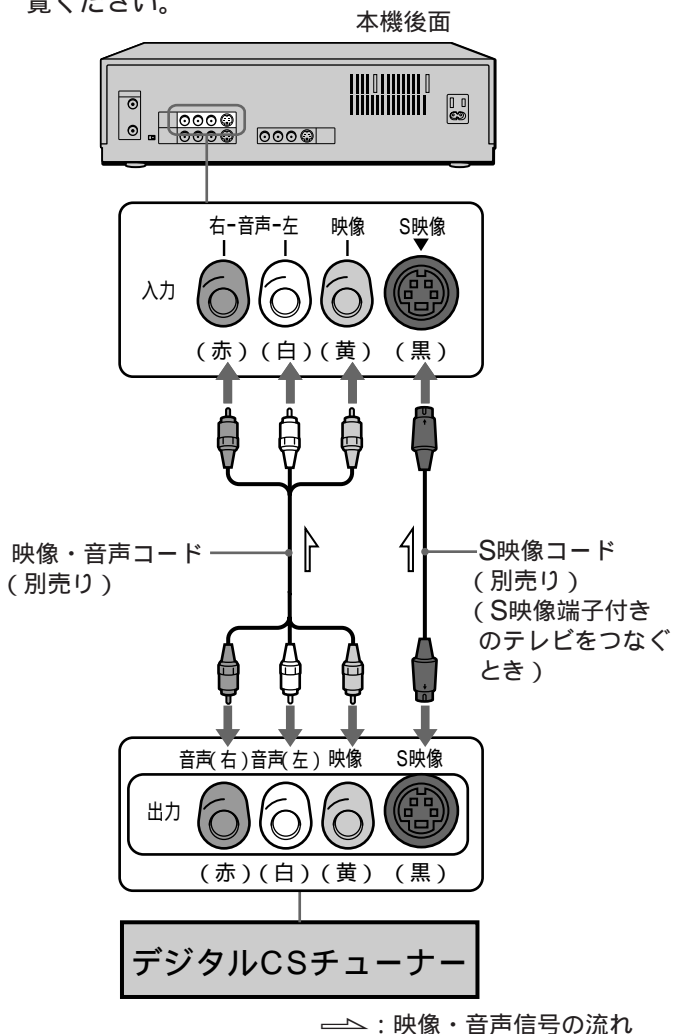 覧ください。
本機後面
右-音声-左 映像 S映像
入力
(赤)(白)(黄)(黒)
映像・音声コード
(別売り)
S映像コード
(別売り)
(S映像端子付き
のテレビをつなぐ
とき)
音声(右)音声(左)映像 S映像
出力
(赤)(白)(黄)(黒)
デジタルCSチューナー
:映像・音声信号の流れ